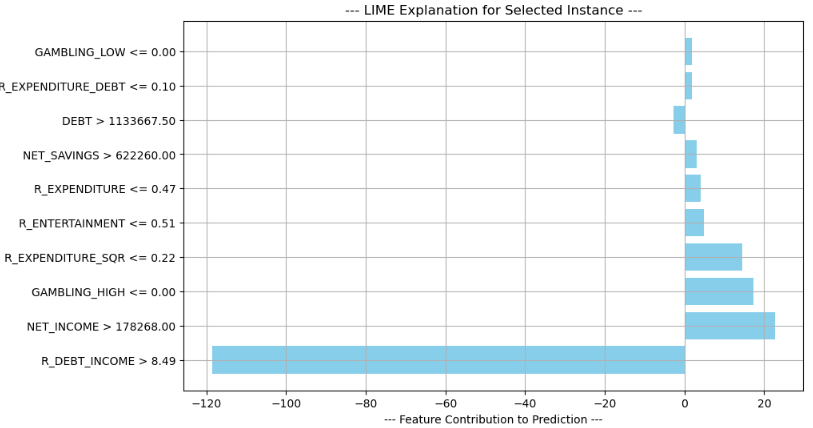 --- LIME Explanation for Selected Instance ---
GAMBLING_LOW <= 0.00
R_EXPENDITURE_DEBT <= 0.10
DEBT > 1133667.50
NET_SAVINGS > 622260.00
R_EXPENDITURE <= 0.47
R_ENTERTAINMENT <= 0.51
R_EXPENDITURE_SQR <= 0.22
GAMBLING_HIGH <= 0.00
NET_INCOME > 178268.00
R_DEBT_INCOME > 8.49
−120 −100 −80 −60 −40 −20 0 20
--- Feature Contribution to Prediction ---